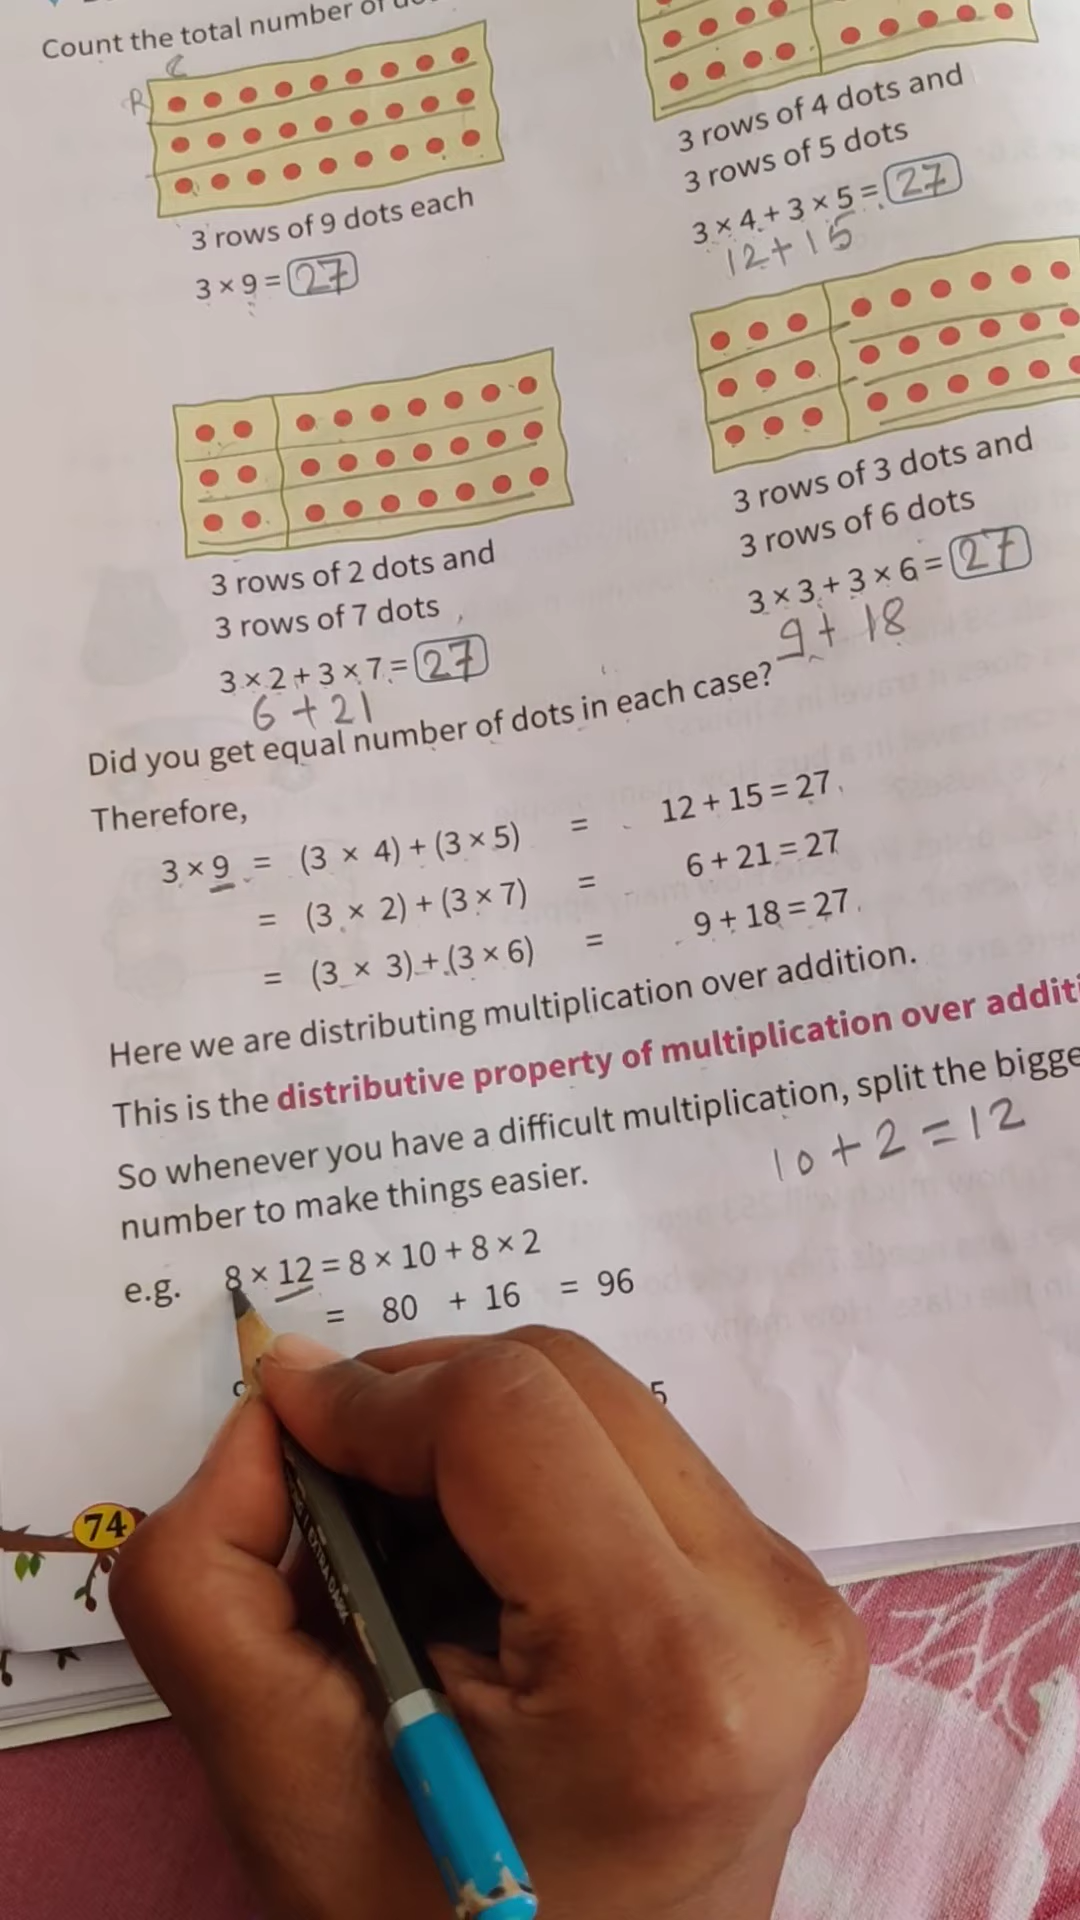 Count the total number of
C
R
3 rows of 9 dots each
3 × 9 = 27
3 rows of 4 dots and
3 rows of 5 dots
3 × 4 + 3 × 5 = 27
12 + 15
3 rows of 2 dots and
3 rows of 7 dots
3 × 2 + 3 × 7 = 27
6 + 21
3 rows of 3 dots and
3 rows of 6 dots
3 × 3 + 3 × 6 = 27
9 + 18
Did you get equal number of dots in each case?
Therefore,
3 × 9 = (3 × 4) + (3 × 5) = 12 + 15 = 27
= (3 × 2) + (3 × 7) = 6 + 21 = 27
= (3 × 3) + (3 × 6) = 9 + 18 = 27
Here we are distributing multiplication over addition.
This is the distributive property of multiplication over additi
So whenever you have a difficult multiplication, split the bigge
number to make things easier.
10 + 2 = 12
e.g. 8 × 12 = 8 × 10 + 8 × 2
= 80 + 16 = 96
5
74
EXTRA DARK